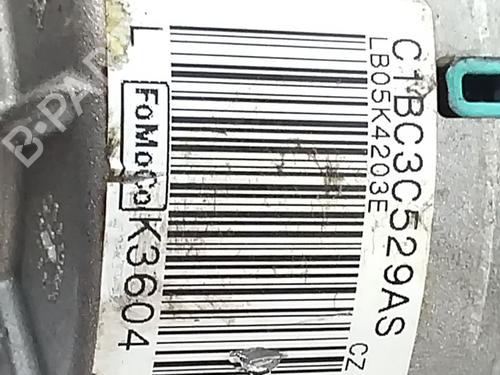 C1BC3C529AS
LB05K4203E
CZ
L FoMoCo K3604
B-PARTS